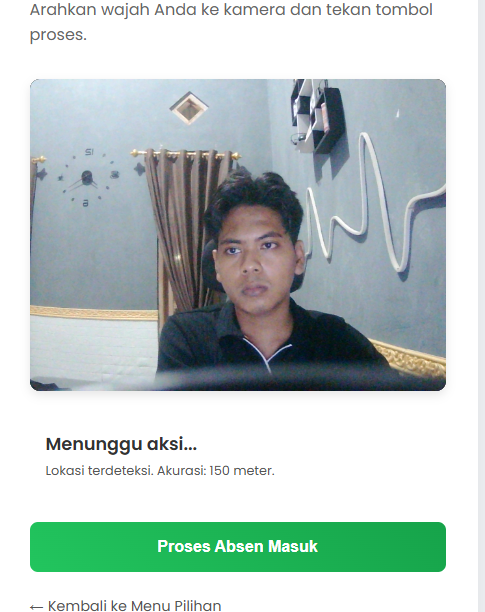 Arahkan wajah Anda ke kamera dan tekan tombol
proses.
Menunggu aksi...
Lokasi terdeteksi. Akurasi: 150 meter.
Proses Absen Masuk
← Kembali ke Menu Pilihan